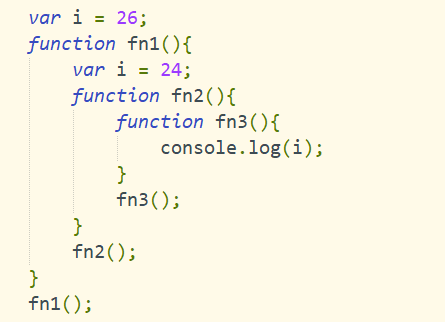 var i = 26;
function fn1(){
    var i = 24;
    function fn2(){
        function fn3(){
            console.log(i);
        }
        fn3();
    }
    fn2();
}
fn1();